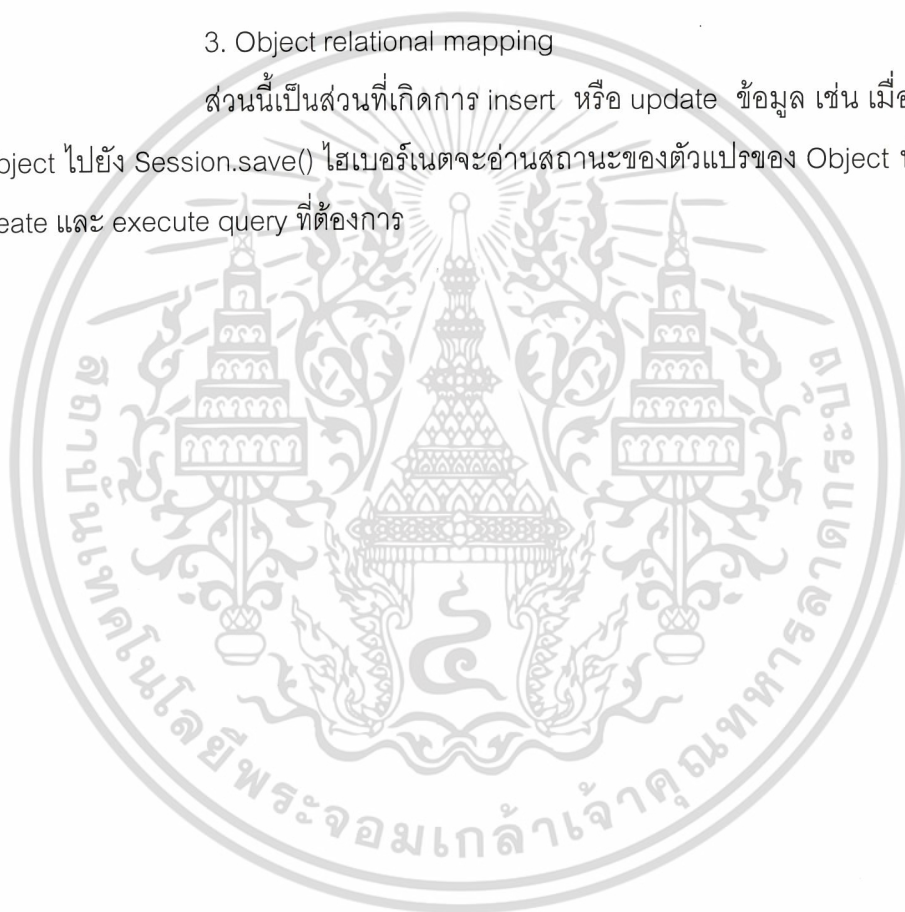 3. Object relational mapping
ส่วนนี้เป็นส่วนที่เกิดการ insert หรือ update ข้อมูล เช่น เมื่อ
bject ไปยัง Session.save() ไฮเบอร์เนตจะอ่านสถานะของตัวแปรของ Object
eate และ execute query ที่ต้องการ
สถาบันเทคโนโลยีพระจอมเกล้าเจ้าคุณทหารลาดกระบัง